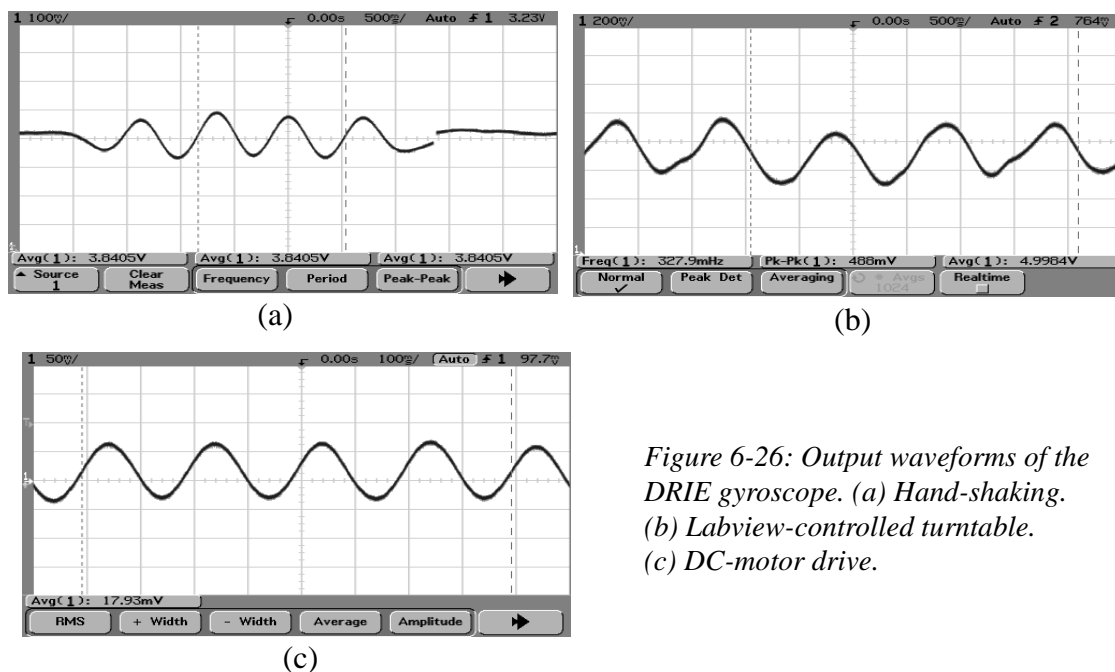 1 100mV/ 0.00s 500ms/ Auto 1 3.23V
Avg(1): 3.8405V Avg(1): 3.8405V Avg(1): 3.8405V
Source 1 Clear Meas Frequency Period Peak-Peak
(a)
1 200mV/ 0.00s 500ms/ Auto 2 764mV
1
Freq(1): 327.9mHz Pk-Pk(1): 488mV Avg(1): 4.9984V
Normal Peak Det Averaging # Avgs 1024 Realtime
(b)
1 50mV/ 0.00s 100ms/ Auto 1 97.7mV
T
1
Avg(1): 17.93mV
RMS + Width - Width Average Amplitude
(c)
Figure 6-26: Output waveforms of the
DRIE gyroscope. (a) Hand-shaking.
(b) Labview-controlled turntable.
(c) DC-motor drive.